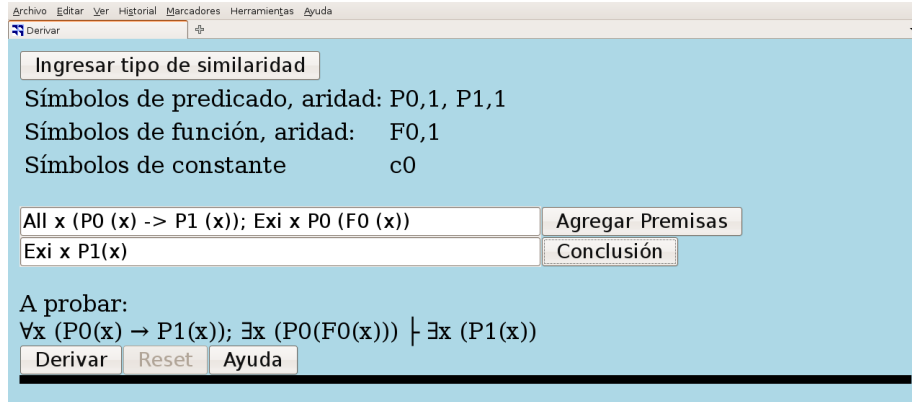 Archivo Editar Ver Historial Marcadores Herramientas Ayuda
Derivar
Ingresar tipo de similaridad
Símbolos de predicado, aridad: P0,1, P1,1
Símbolos de función, aridad: F0,1
Símbolos de constante c0
All x (P0 (x) -> P1 (x)); Exi x P0 (F0 (x)) Agregar Premisas
Exi x P1(x) Conclusión
A probar:
∀x (P0(x) → P1(x)); ∃x (P0(F0(x))) ├ ∃x (P1(x))
Derivar Reset Ayuda